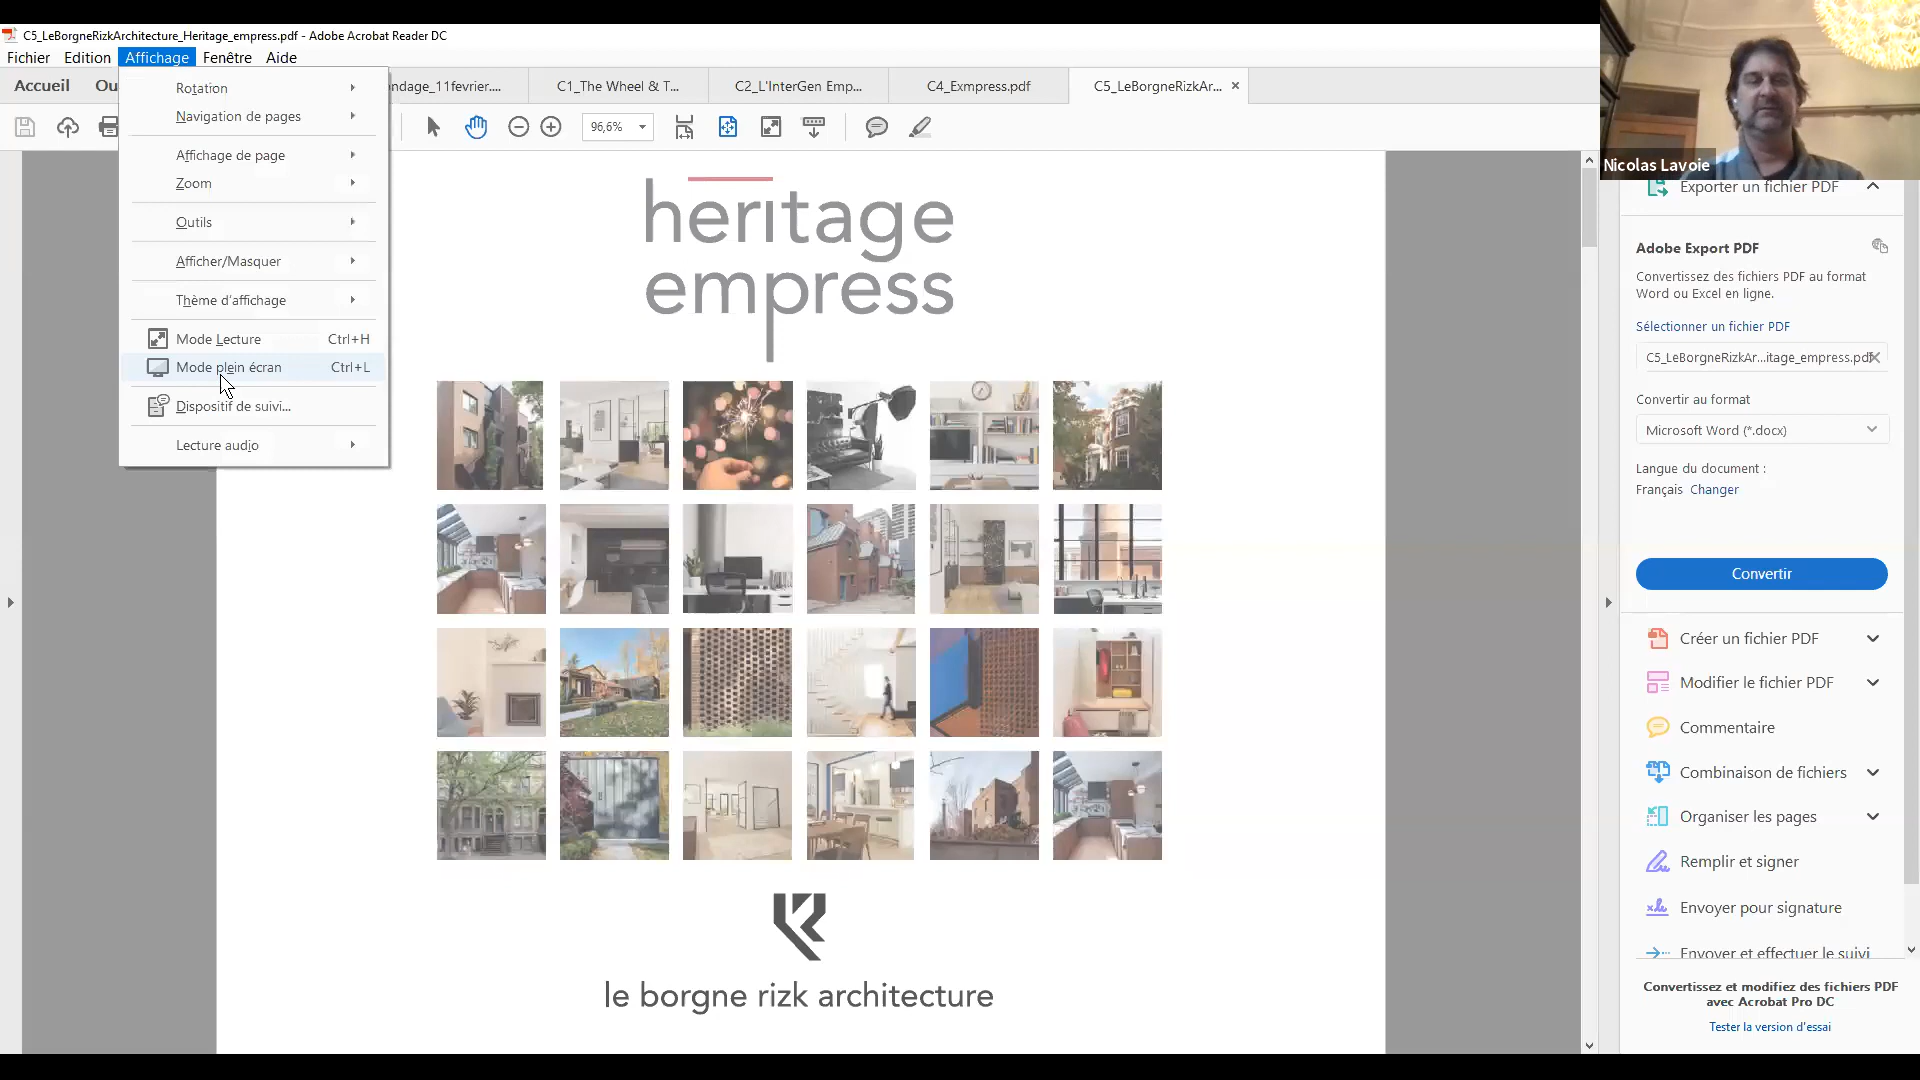 C5_LeBorgneRizkArchitecture_Heritage_empress.pdf - Adobe Acrobat Reader DC
Fichier Edition Affichage Fenêtre Aide
Accueil Ou
ndage_11fevrier.... C1_The Wheel & T... C2_L'InterGen Emp... C4_Exmpress.pdf C5_LeBorgneRizkAr...
96,6%
Rotation
Navigation de pages
Affichage de page
Zoom
Outils
Afficher/Masquer
Thème d'affichage
Mode Lecture Ctrl+H
Mode plein écran Ctrl+L
Dispositif de suivi...
Lecture audio
heritage
empress
le borgne rizk architecture
Nicolas Lavoie
Exporter un fichier PDF
Adobe Export PDF
Convertissez des fichiers PDF au format
Word ou Excel en ligne.
Sélectionner un fichier PDF
C5_LeBorgneRizkAr...itage_empress.pdf
Convertir au format
Microsoft Word (*.docx)
Langue du document :
Français Changer
Convertir
Créer un fichier PDF
Modifier le fichier PDF
Commentaire
Combinaison de fichiers
Organiser les pages
Remplir et signer
Envoyer pour signature
Envoyer et effectuer le suivi
Convertissez et modifiez des fichiers PDF
avec Acrobat Pro DC
Tester la version d'essai